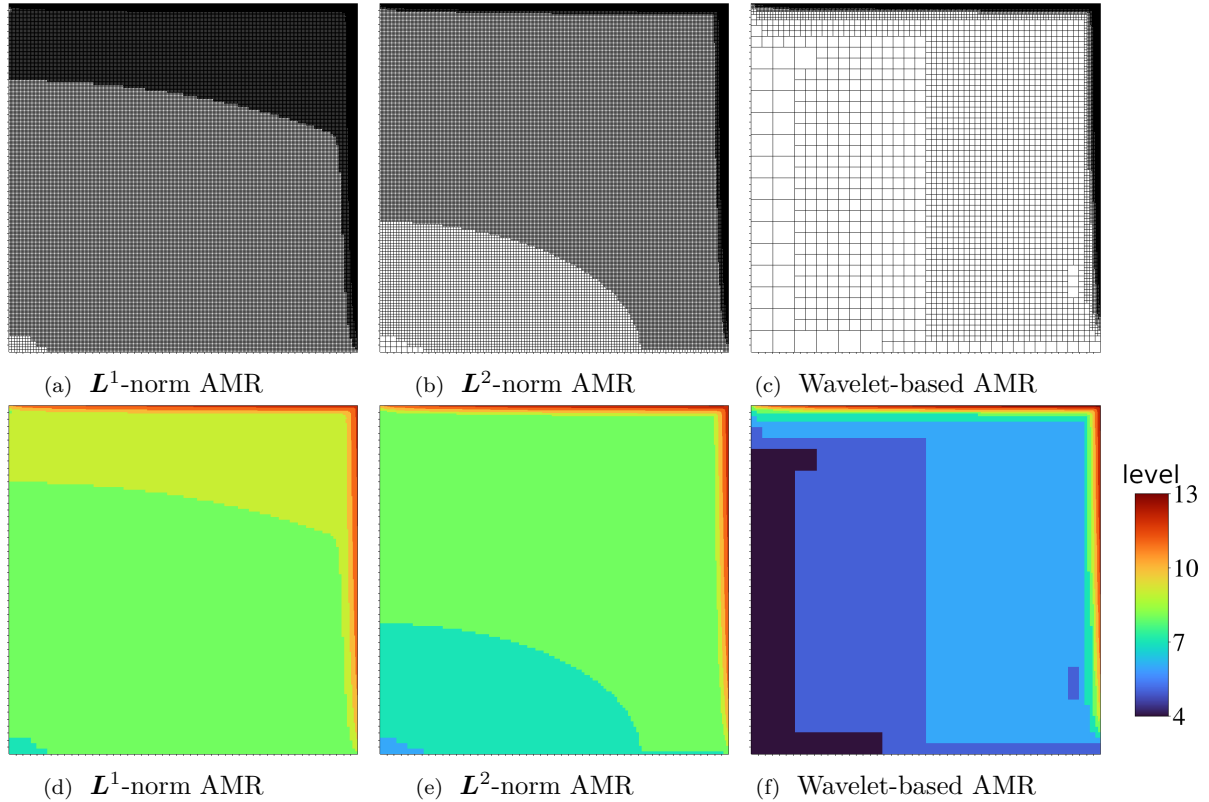 (a) L¹-norm AMR
(b) L²-norm AMR
(c) Wavelet-based AMR
level
13
10
7
4
(d) L¹-norm AMR
(e) L²-norm AMR
(f) Wavelet-based AMR